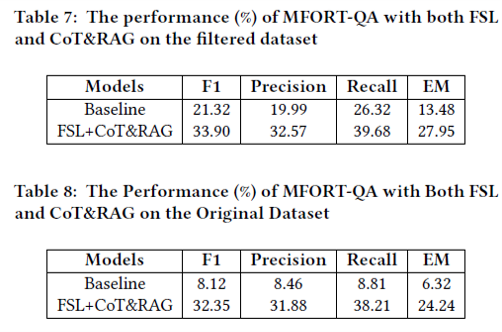 Table 7: The performance (%) of MFORT-QA with both FSL
and CoT&RAG on the filtered dataset
Models F1 Precision Recall EM
Baseline 21.32 19.99 26.32 13.48
FSL+CoT&RAG 33.90 32.57 39.68 27.95
Table 8: The Performance (%) of MFORT-QA with Both FSL
and CoT&RAG on the Original Dataset
Models F1 Precision Recall EM
Baseline 8.12 8.46 8.81 6.32
FSL+CoT&RAG 32.35 31.88 38.21 24.24